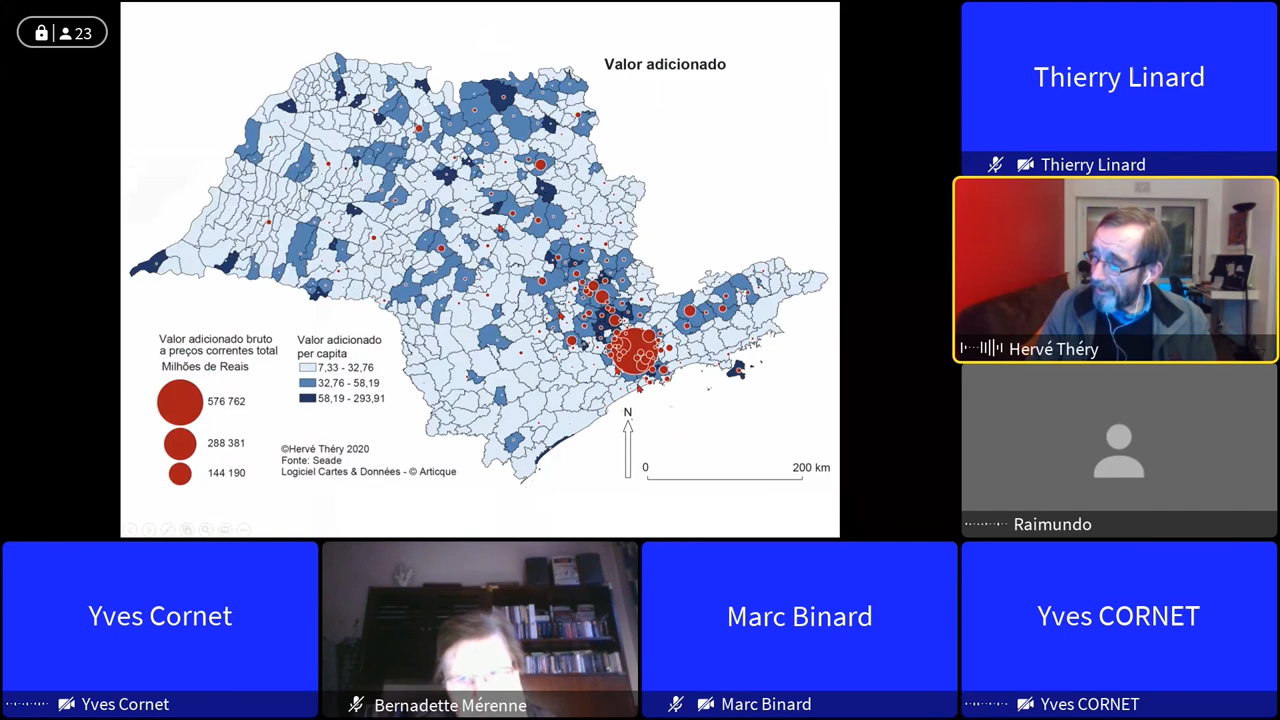 23
Valor adicionado
Valor adicionado bruto
a preços correntes total
Milhões de Reais
576 762
288 381
144 190
Valor adicionado
per capita
7,33 - 32,76
32,76 - 58,19
58,19 - 293,91
©Hervé Théry 2020
Fonte: Seade
Logiciel Cartes & Données - © Articque
N
0 200 km
Thierry Linard
Thierry Linard
Hervé Théry
Raimundo
Yves Cornet
Yves Cornet
Bernadette Mérenne
Marc Binard
Marc Binard
Yves CORNET
Yves CORNET